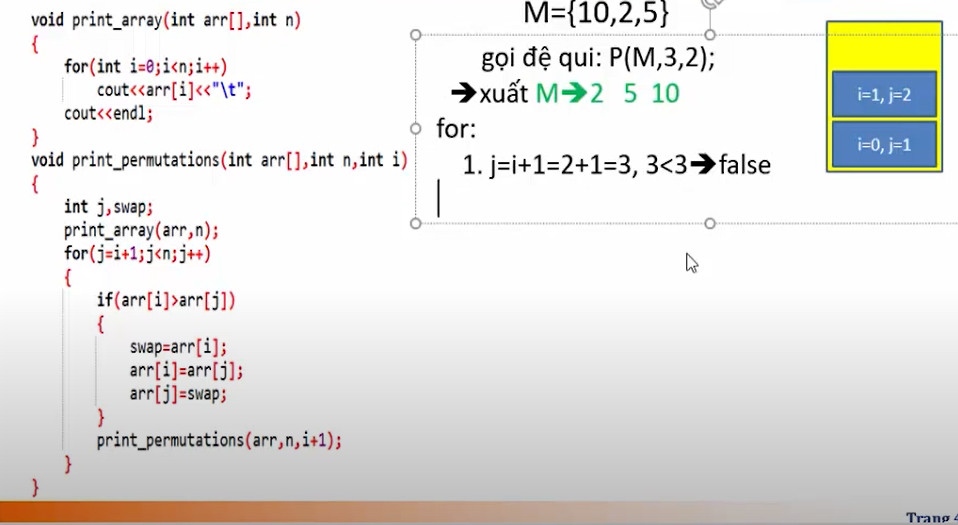 void print_array(int arr[],int n)
{
for(int i=0;i<n;i++)
cout<<arr[i]<<"\t";
cout<<endl;
}
void print_permutations(int arr[],int n,int i)
{
int j,swap;
print_array(arr,n);
for(j=i+1;j<n;j++)
{
if(arr[i]>arr[j])
{
swap=arr[i];
arr[i]=arr[j];
arr[j]=swap;
}
print_permutations(arr,n,i+1);
}
}
M={10,2,5}
gọi đệ qui: P(M,3,2);
➔xuất M➔2 5 10
for:
1. j=i+1=2+1=3, 3<3➔false
i=1, j=2
i=0, j=1
Trang 4